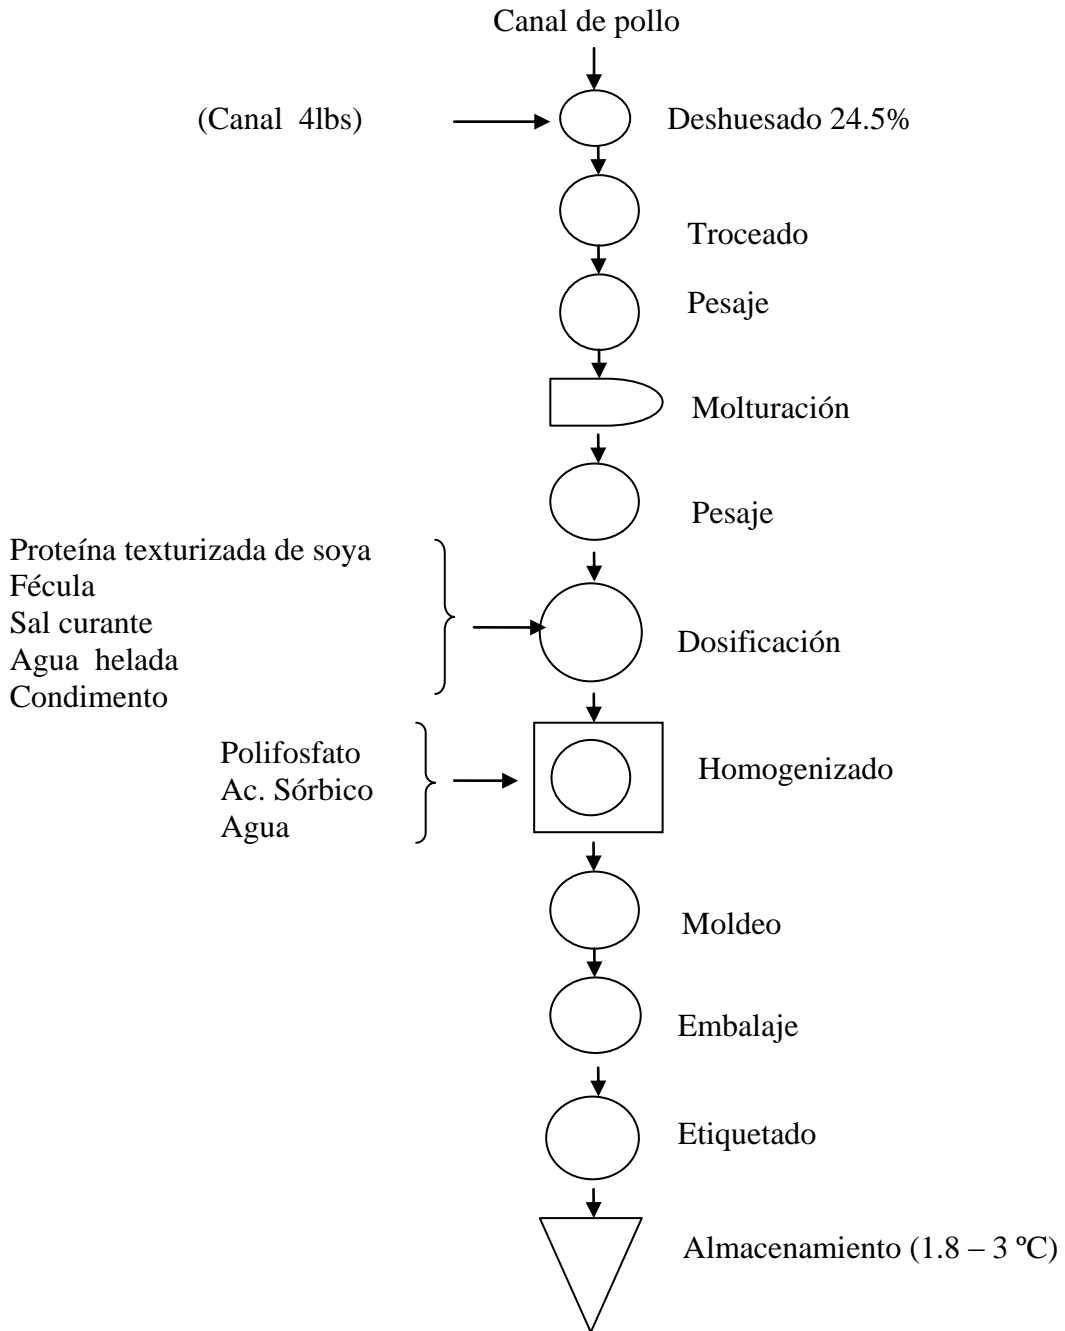 Canal de pollo
(Canal 4lbs)
Deshuesado 24.5%
Troceado
Pesaje
Molturación
Pesaje
Proteína texturizada de soya
Fécula
Sal curante
Agua helada
Condimento
Dosificación
Polifosfato
Ac. Sórbico
Agua
Homogenizado
Moldeo
Embalaje
Etiquetado
Almacenamiento (1.8 – 3 ºC)